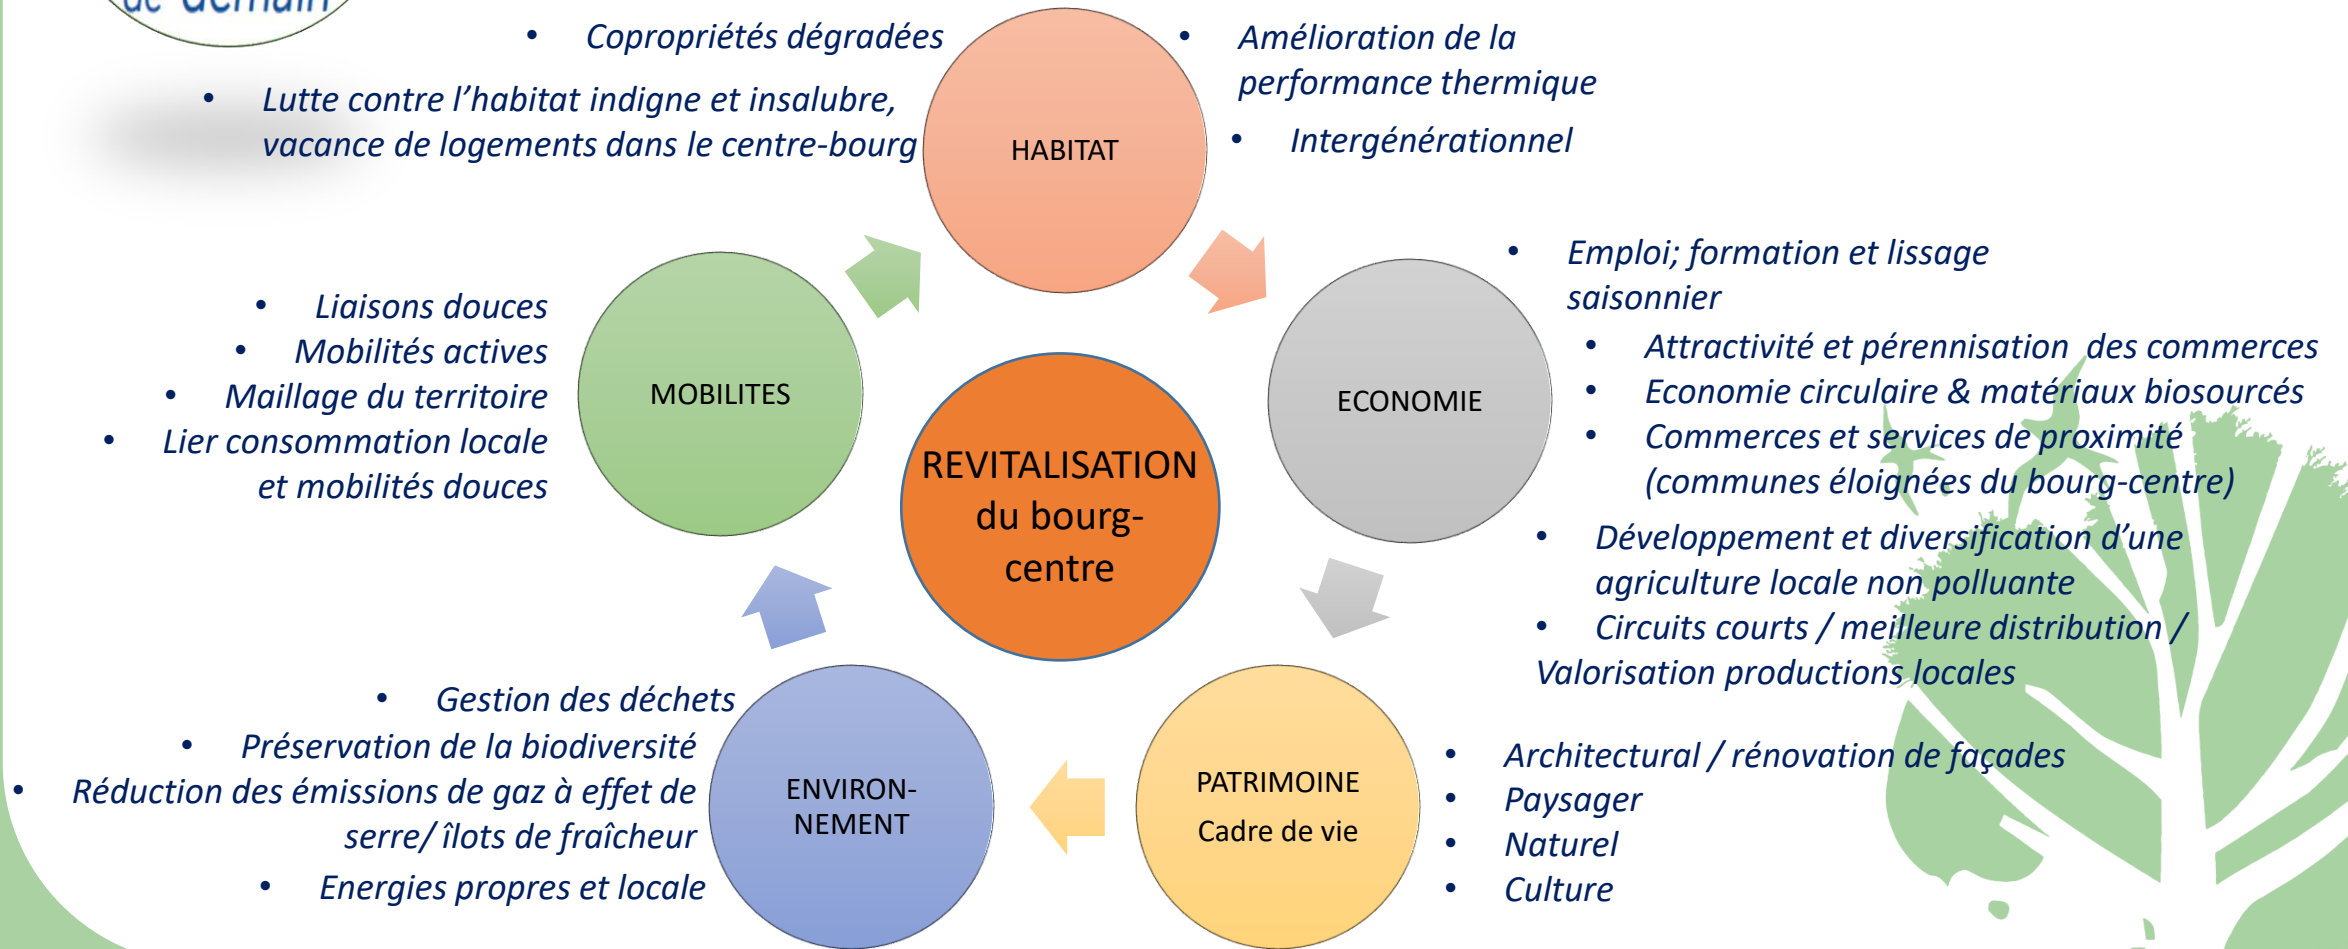 de demain
• Copropriétés dégradées
• Lutte contre l’habitat indigne et insalubre,
vacance de logements dans le centre-bourg
HABITAT
• Amélioration de la
performance thermique
• Intergénérationnel
• Emploi; formation et lissage
saisonnier
• Attractivité et pérennisation des commerces
• Economie circulaire & matériaux biosourcés
• Commerces et services de proximité
(communes éloignées du bourg-centre)
• Développement et diversification d’une
agriculture locale non polluante
• Circuits courts / meilleure distribution /
Valorisation productions locales
ECONOMIE
• Liaisons douces
• Mobilités actives
• Maillage du territoire
• Lier consommation locale
et mobilités douces
MOBILITES
REVITALISATION
du bourg-
centre
• Gestion des déchets
• Préservation de la biodiversité
• Réduction des émissions de gaz à effet de
serre/ îlots de fraîcheur
• Energies propres et locale
ENVIRON-
NEMENT
PATRIMOINE
Cadre de vie
• Architectural / rénovation de façades
• Paysager
• Naturel
• Culture